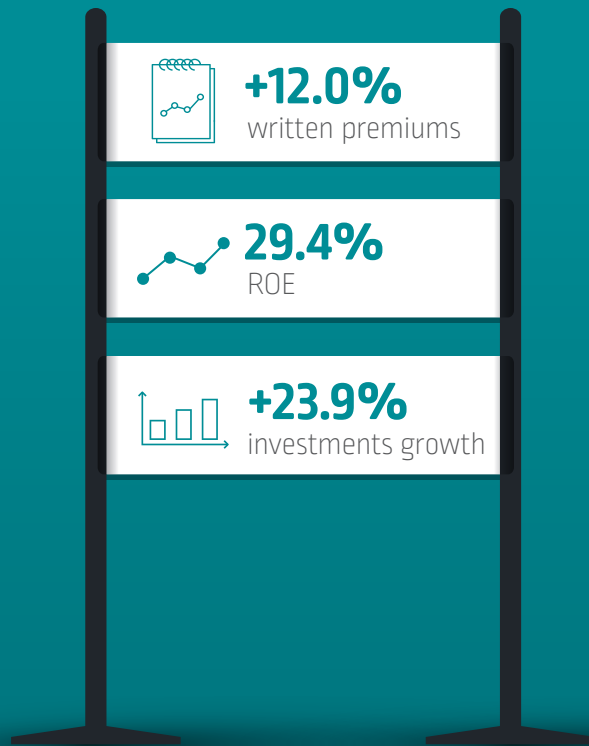 +12.0%
written premiums
29.4%
ROE
+23.9%
investments growth